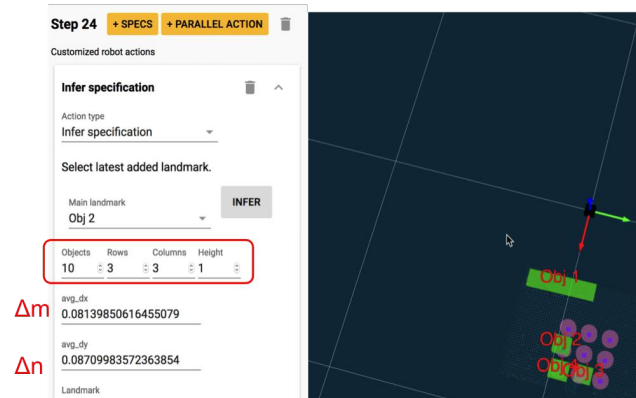 Step 24 + SPECS + PARALLEL ACTION
Customized robot actions
Infer specification
Action type
Infer specification
Select latest added landmark.
Main landmark
Obj 2
INFER
Objects Rows Columns Height
10 3 3 1
Δm
avg_dx
0.08139850616455079
Δn
avg_dy
0.08709983572363854
Landmark
Obj 1
Obj 2
Obj
Obj 3